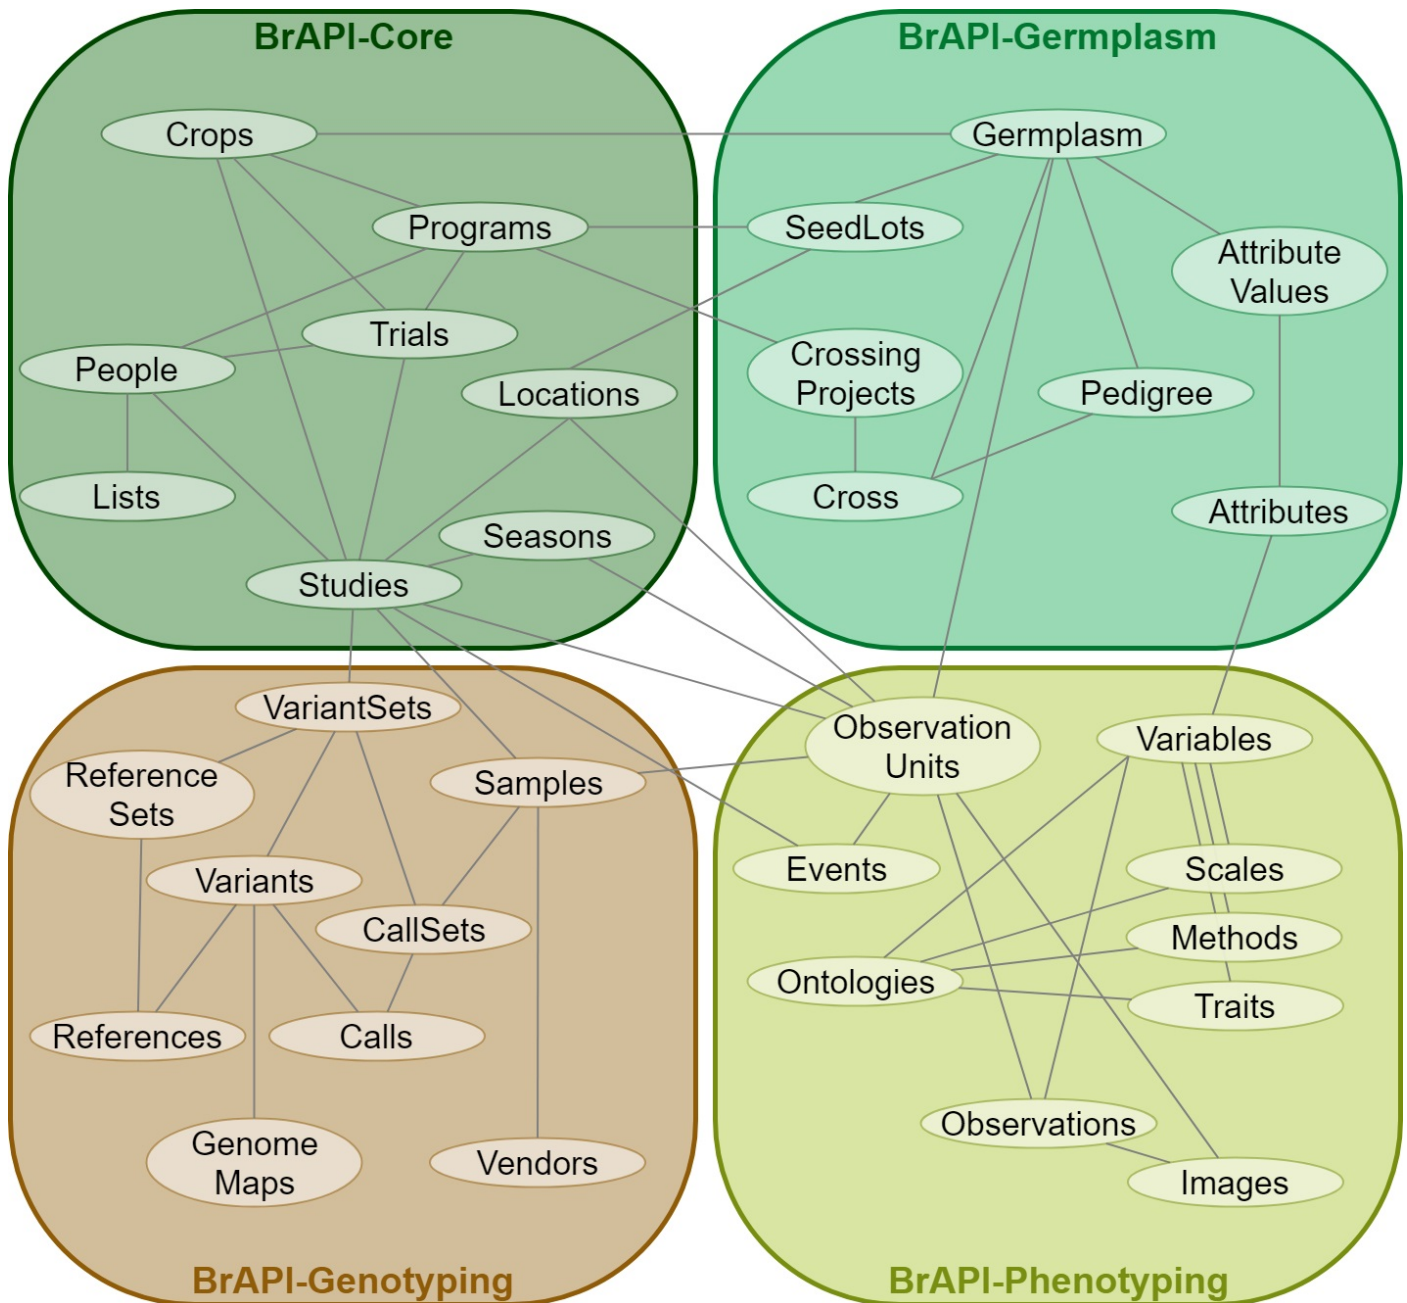 BrAPI-Core
Crops
Programs
Trials
People
Locations
Lists
Seasons
Studies
BrAPI-Germplasm
Germplasm
SeedLots
Attribute
Values
Crossing
Projects
Pedigree
Cross
Attributes
VariantSets
Reference
Sets
Samples
Variants
CallSets
References
Calls
Genome
Maps
Vendors
BrAPI-Genotyping
Observation
Units
Variables
Events
Scales
Methods
Ontologies
Traits
Observations
Images
BrAPI-Phenotyping